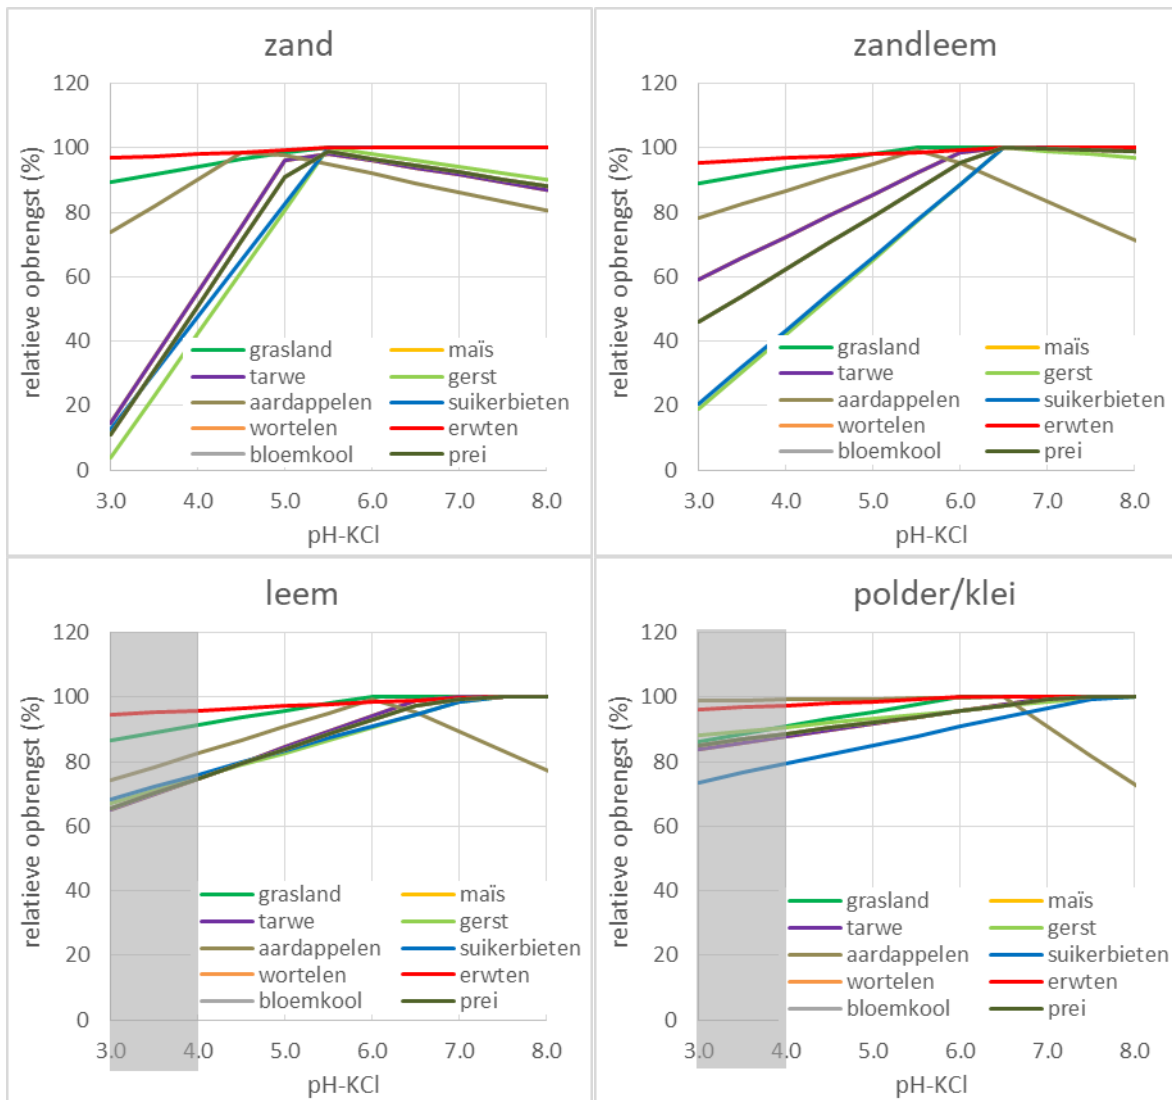 zand
120
100
80
60
40
20
0
relatieve opbrengst (%)
grasland maïs
tarwe gerst
aardappelen suikerbieten
wortelen erwten
bloemkool prei
3.0 4.0 5.0 6.0 7.0 8.0
pH-KCl
zandleem
120
100
80
60
40
20
0
relatieve opbrengst (%)
grasland maïs
tarwe gerst
aardappelen suikerbieten
wortelen erwten
bloemkool prei
3.0 4.0 5.0 6.0 7.0 8.0
pH-KCl
leem
120
100
80
60
40
20
0
relatieve opbrengst (%)
grasland maïs
tarwe gerst
aardappelen suikerbieten
wortelen erwten
bloemkool prei
3.0 4.0 5.0 6.0 7.0 8.0
pH-KCl
polder/klei
120
100
80
60
40
20
0
relatieve opbrengst (%)
grasland maïs
tarwe gerst
aardappelen suikerbieten
wortelen erwten
bloemkool prei
3.0 4.0 5.0 6.0 7.0 8.0
pH-KCl